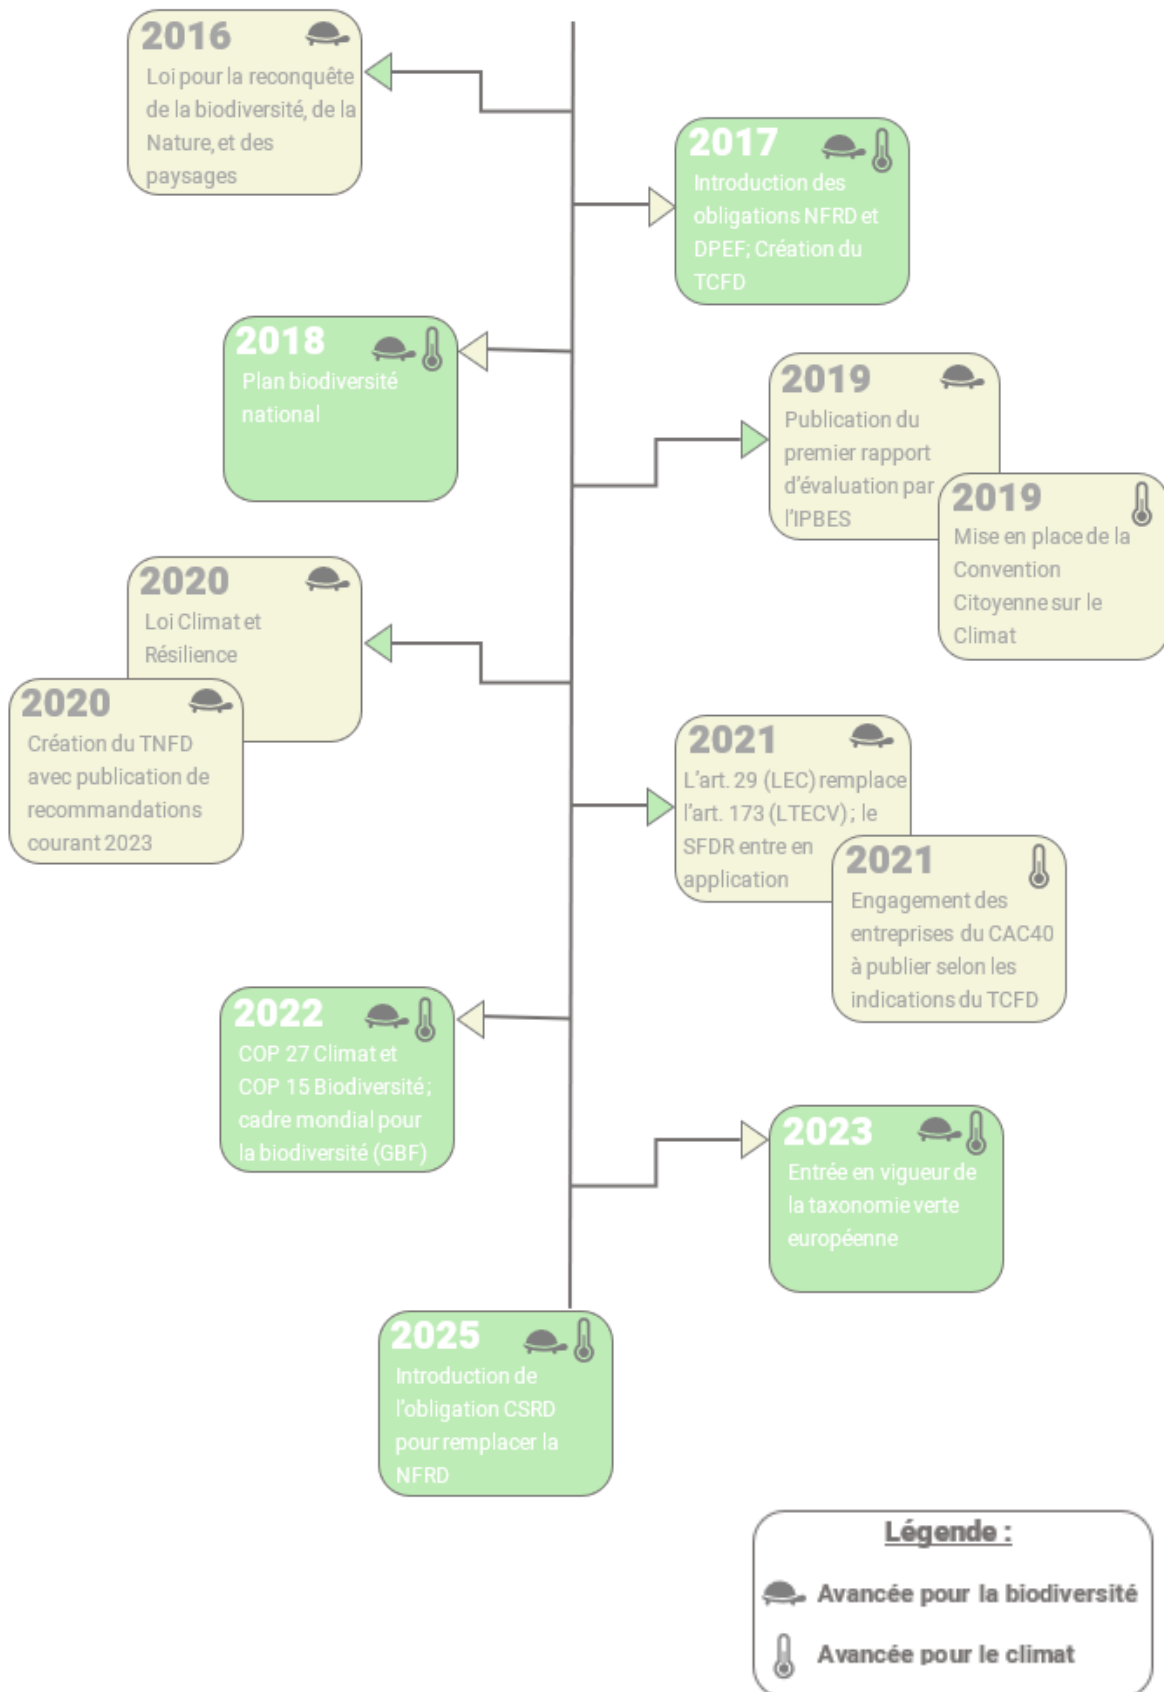 2016
Loi pour la reconquête
de la biodiversité, de la
Nature, et des
paysages
2017
Introduction des
obligations NFRD et
DPEF; Création du
TCFD
2018
Plan biodiversité
national
2019
Publication du
premier rapport
d'évaluation par
l'IPBES
2019
Mise en place de la
Convention
Citoyenne sur le
Climat
2020
Loi Climat et
Résilience
2020
Création du TNFD
avec publication de
recommandations
courant 2023
2021
L'art. 29 (LEC) remplace
l'art. 173 (LTECV) ; le
SFDR entre en
application
2021
Engagement des
entreprises du CAC40
à publier selon les
indications du TCFD
2022
COP 27 Climat et
COP 15 Biodiversité ;
cadre mondial pour
la biodiversité (GBF)
2023
Entrée en vigueur de
la taxonomie verte
européenne
2025
Introduction de
l'obligation CSRD
pour remplacer la
NFRD
Légende :
Avancée pour la biodiversité
Avancée pour le climat